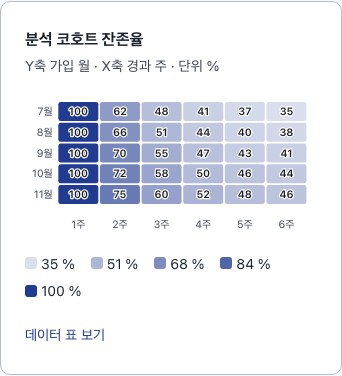 분석 코호트 잔존율
Y축 가입 월 · X축 경과 주 · 단위 %
7월 100 62 48 41 37 35
8월 100 66 51 44 40 38
9월 100 70 55 47 43 41
10월 100 72 58 50 46 44
11월 100 75 60 52 48 46
1주 2주 3주 4주 5주 6주
35 % 51 % 68 % 84 %
100 %
데이터 표 보기